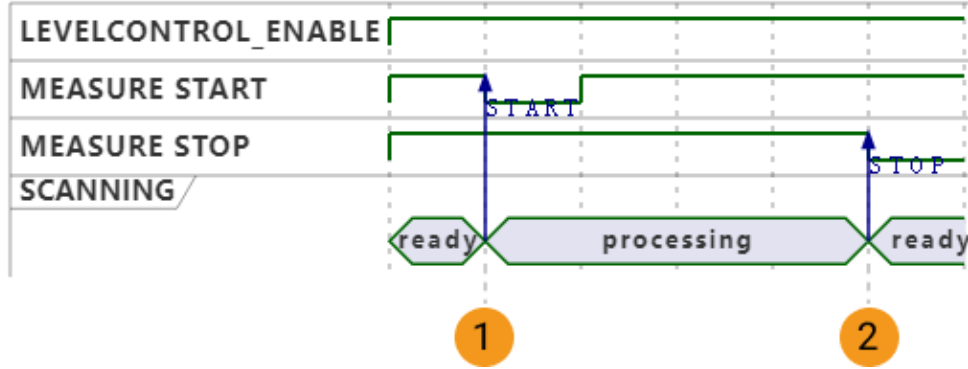 LEVELCONTROL_ENABLE
MEASURE START
START
MEASURE STOP
STOP
SCANNING
ready processing ready
1 2